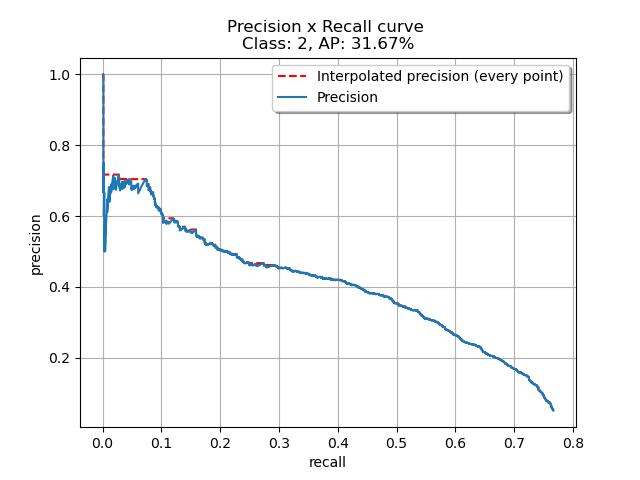 Precision x Recall curve
Class: 2, AP: 31.67%
Interpolated precision (every point)
Precision
1.0
0.8
0.6
0.4
0.2
precision
0.0 0.1 0.2 0.3 0.4 0.5 0.6 0.7 0.8
recall